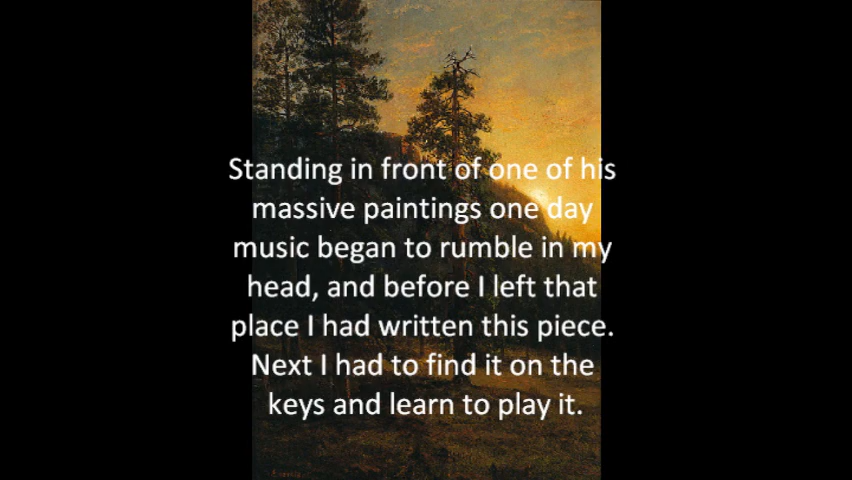 Standing in front of one of his
massive paintings one day
music began to rumble in my
head, and before I left that
place I had written this piece.
Next I had to find it on the
keys and learn to play it.